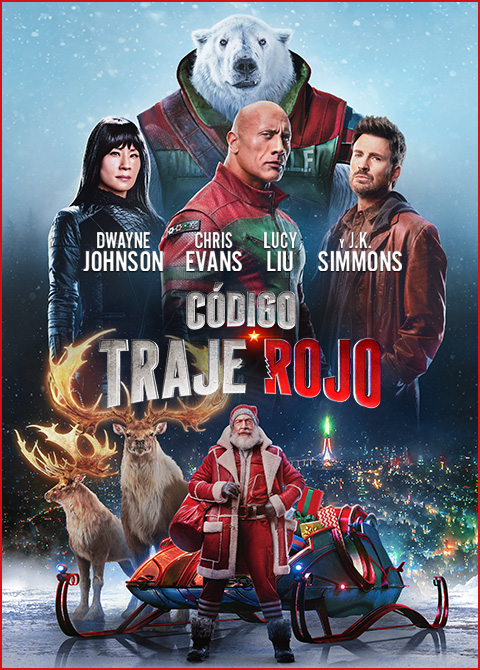 DWAYNE JOHNSON
CHRIS EVANS
LUCY LIU
Y J.K. SIMMONS
CÓDIGO
TRAJE ROJO